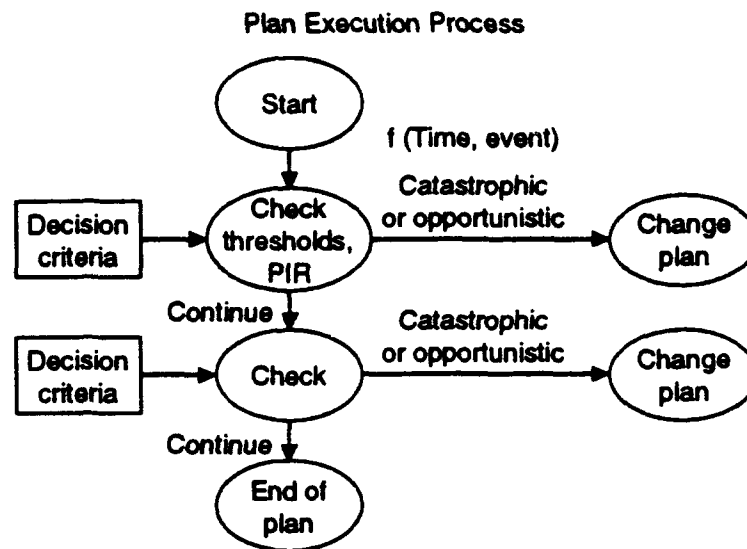 Plan Execution Process
Start
f (Time, event)
Decision
criteria
Check
thresholds,
PIR
Catastrophic
or opportunistic
Change
plan
Continue
Decision
criteria
Check
Catastrophic
or opportunistic
Change
plan
Continue
End of
plan